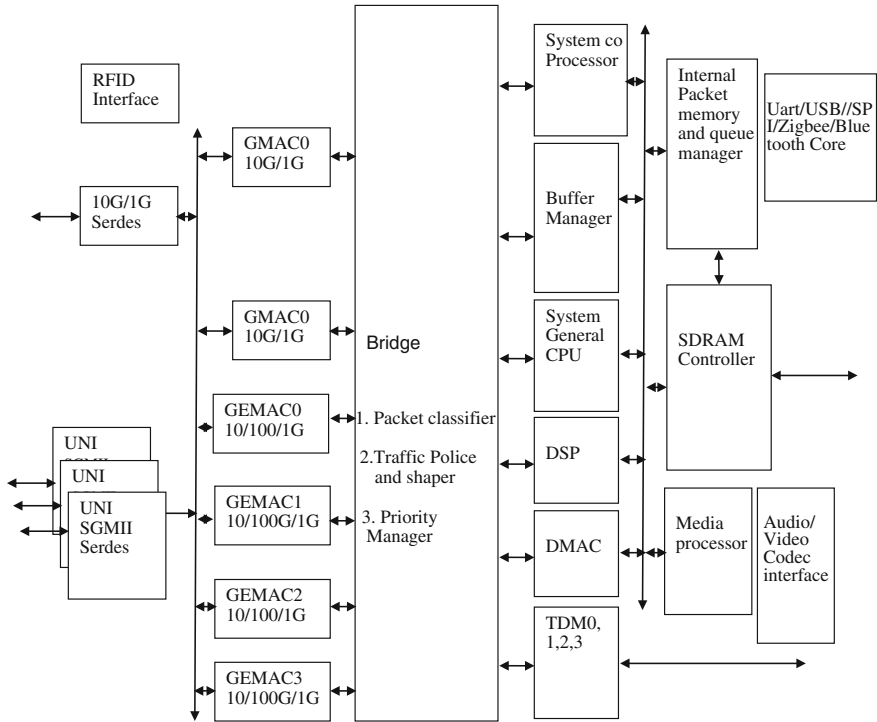 RFID
Interface
10G/1G
Serdes
UNI
UNI
UNI
SGMII
Serdes
GMAC0
10G/1G
GMAC0
10G/1G
GEMAC0
10/100/1G
GEMAC1
10/100G/1G
GEMAC2
10/100/1G
GEMAC3
10/100G/1G
Bridge
1. Packet classifier
2.Traffic Police
and shaper
3. Priority
Manager
System co
Processor
Buffer
Manager
System
General
CPU
DSP
DMAC
TDM0,
1,2,3
Internal
Packet
memory
and queue
manager
Uart/USB//SP
I/Zigbee/Blue
tooth Core
SDRAM
Controller
Media
processor
Audio/
Video
Codec
interface